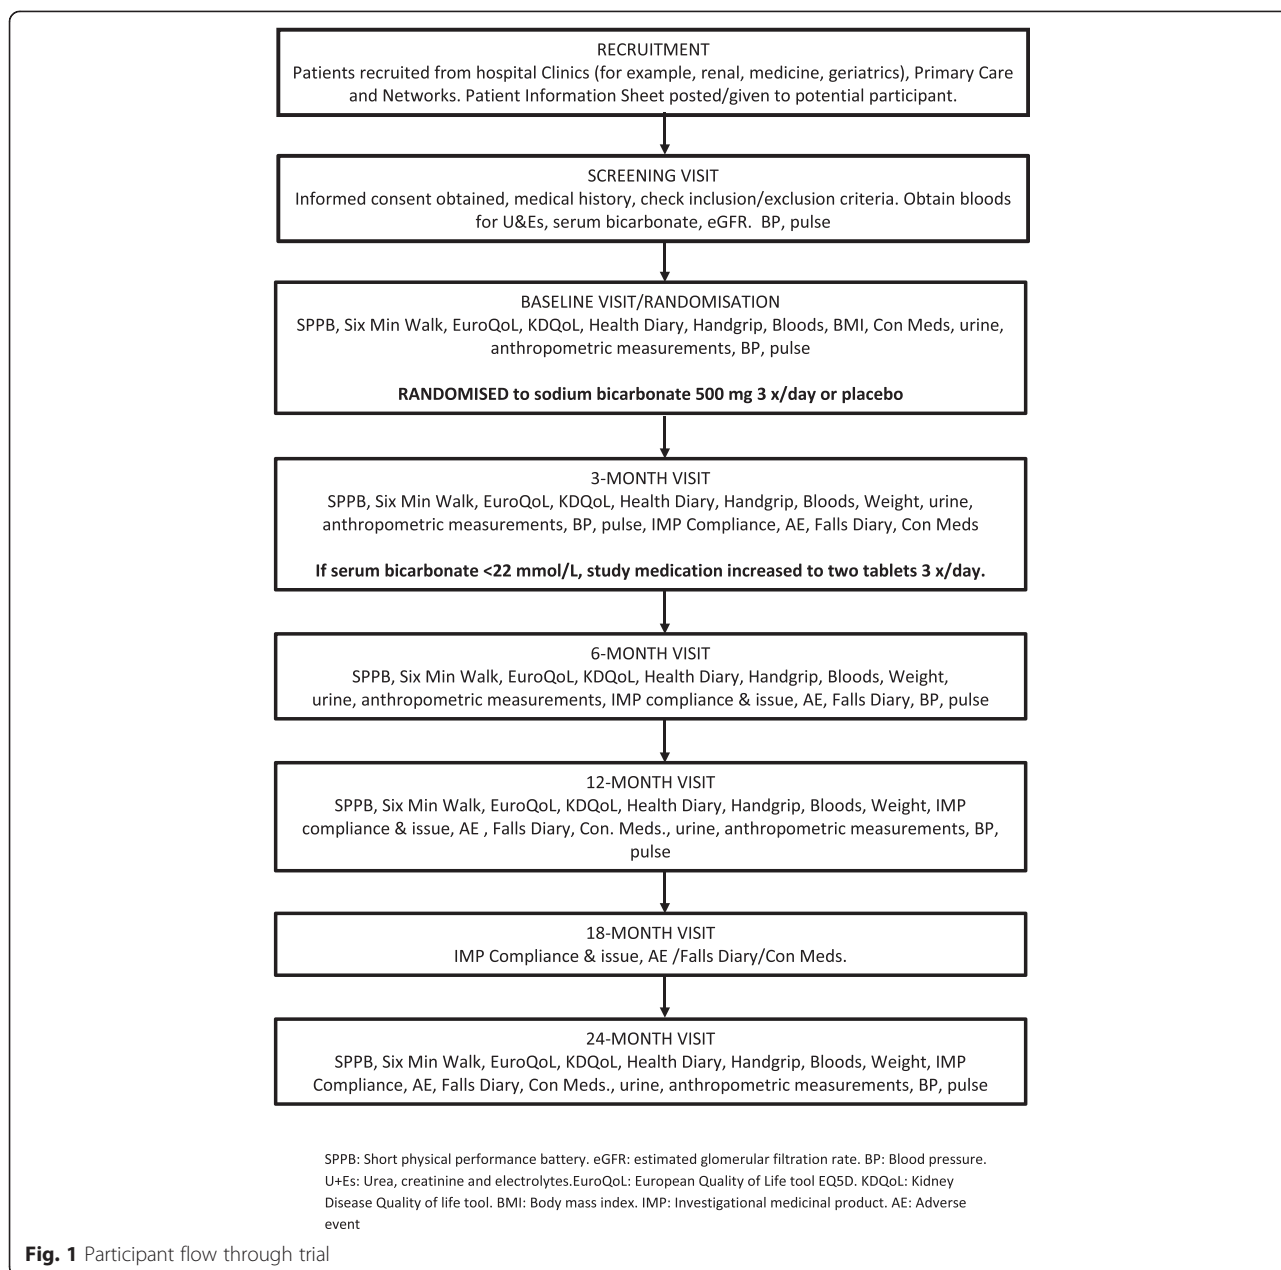 RECRUITMENT
Patients recruited from hospital Clinics (for example, renal, medicine, geriatrics), Primary Care
and Networks. Patient Information Sheet posted/given to potential participant.
SCREENING VISIT
Informed consent obtained, medical history, check inclusion/exclusion criteria. Obtain bloods
for U&Es, serum bicarbonate, eGFR. BP, pulse
BASELINE VISIT/RANDOMISATION
SPPB, Six Min Walk, EuroQoL, KDQoL, Health Diary, Handgrip, Bloods, BMI, Con Meds, urine,
anthropometric measurements, BP, pulse
RANDOMISED to sodium bicarbonate 500 mg 3 x/day or placebo
3-MONTH VISIT
SPPB, Six Min Walk, EuroQoL, KDQoL, Health Diary, Handgrip, Bloods, Weight, urine,
anthropometric measurements, BP, pulse, IMP Compliance, AE, Falls Diary, Con Meds
If serum bicarbonate <22 mmol/L, study medication increased to two tablets 3 x/day.
6-MONTH VISIT
SPPB, Six Min Walk, EuroQoL, KDQoL, Health Diary, Handgrip, Bloods, Weight,
urine, anthropometric measurements, IMP compliance & issue, AE, Falls Diary, BP, pulse
12-MONTH VISIT
SPPB, Six Min Walk, EuroQoL, KDQoL, Health Diary, Handgrip, Bloods, Weight, IMP
compliance & issue, AE , Falls Diary, Con. Meds., urine, anthropometric measurements, BP,
pulse
18-MONTH VISIT
IMP Compliance & issue, AE /Falls Diary/Con Meds.
24-MONTH VISIT
SPPB, Six Min Walk, EuroQoL, KDQoL, Health Diary, Handgrip, Bloods, Weight, IMP
Compliance, AE, Falls Diary, Con Meds., urine, anthropometric measurements, BP, pulse
SPPB: Short physical performance battery. eGFR: estimated glomerular filtration rate. BP: Blood pressure.
U+Es: Urea, creatinine and electrolytes.EuroQoL: European Quality of Life tool EQ5D. KDQoL: Kidney
Disease Quality of life tool. BMI: Body mass index. IMP: Investigational medicinal product. AE: Adverse
event
Fig. 1 Participant flow through trial